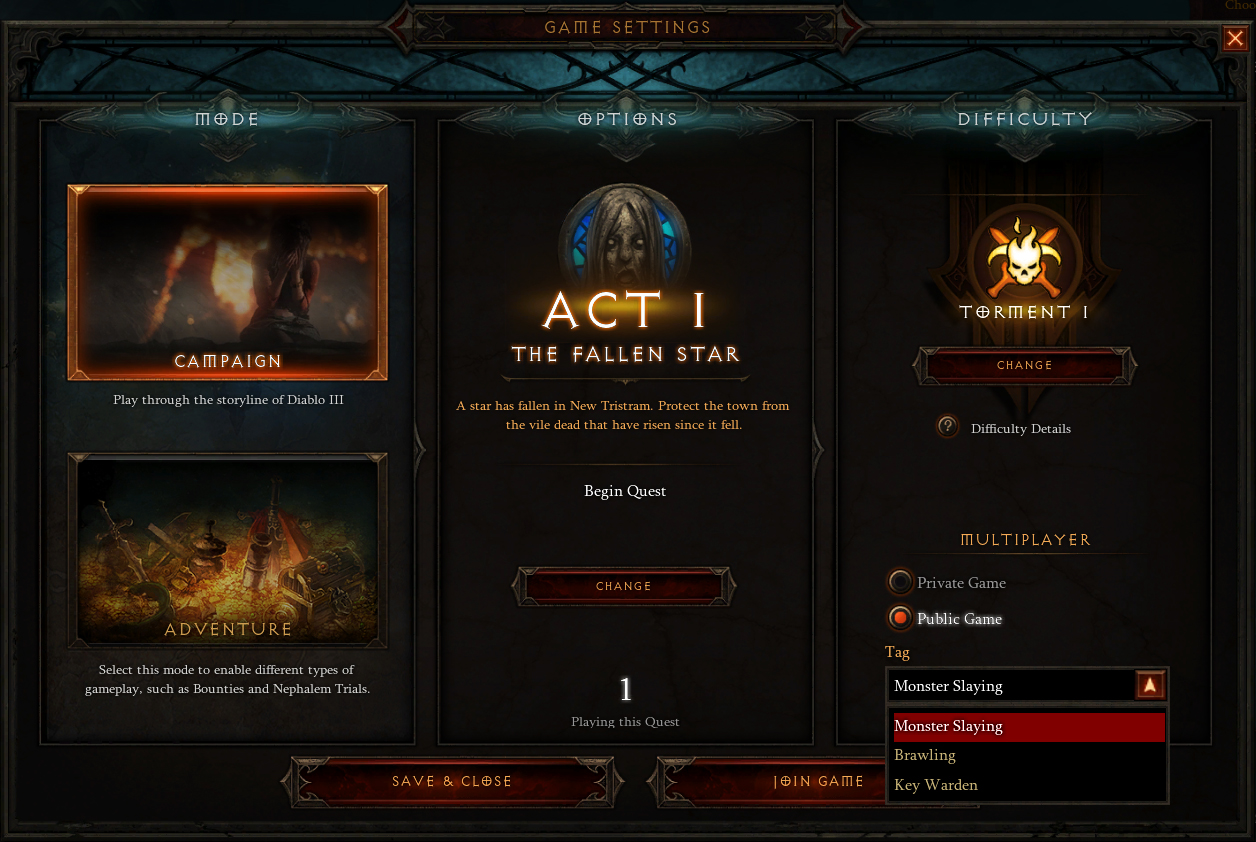 Choo
GAME SETTINGS
MODE
CAMPAIGN
Play through the storyline of Diablo III
ADVENTURE
Select this mode to enable different types of
gameplay, such as Bounties and Nephalem Trials.
OPTIONS
ACT I
THE FALLEN STAR
A star has fallen in New Tristram. Protect the town from
the vile dead that have risen since it fell.
Begin Quest
CHANGE
1
Playing this Quest
DIFFICULTY
TORMENT I
CHANGE
? Difficulty Details
MULTIPLAYER
Private Game
Public Game
Tag
Monster Slaying
Monster Slaying
Brawling
Key Warden
SAVE & CLOSE
JOIN GAME